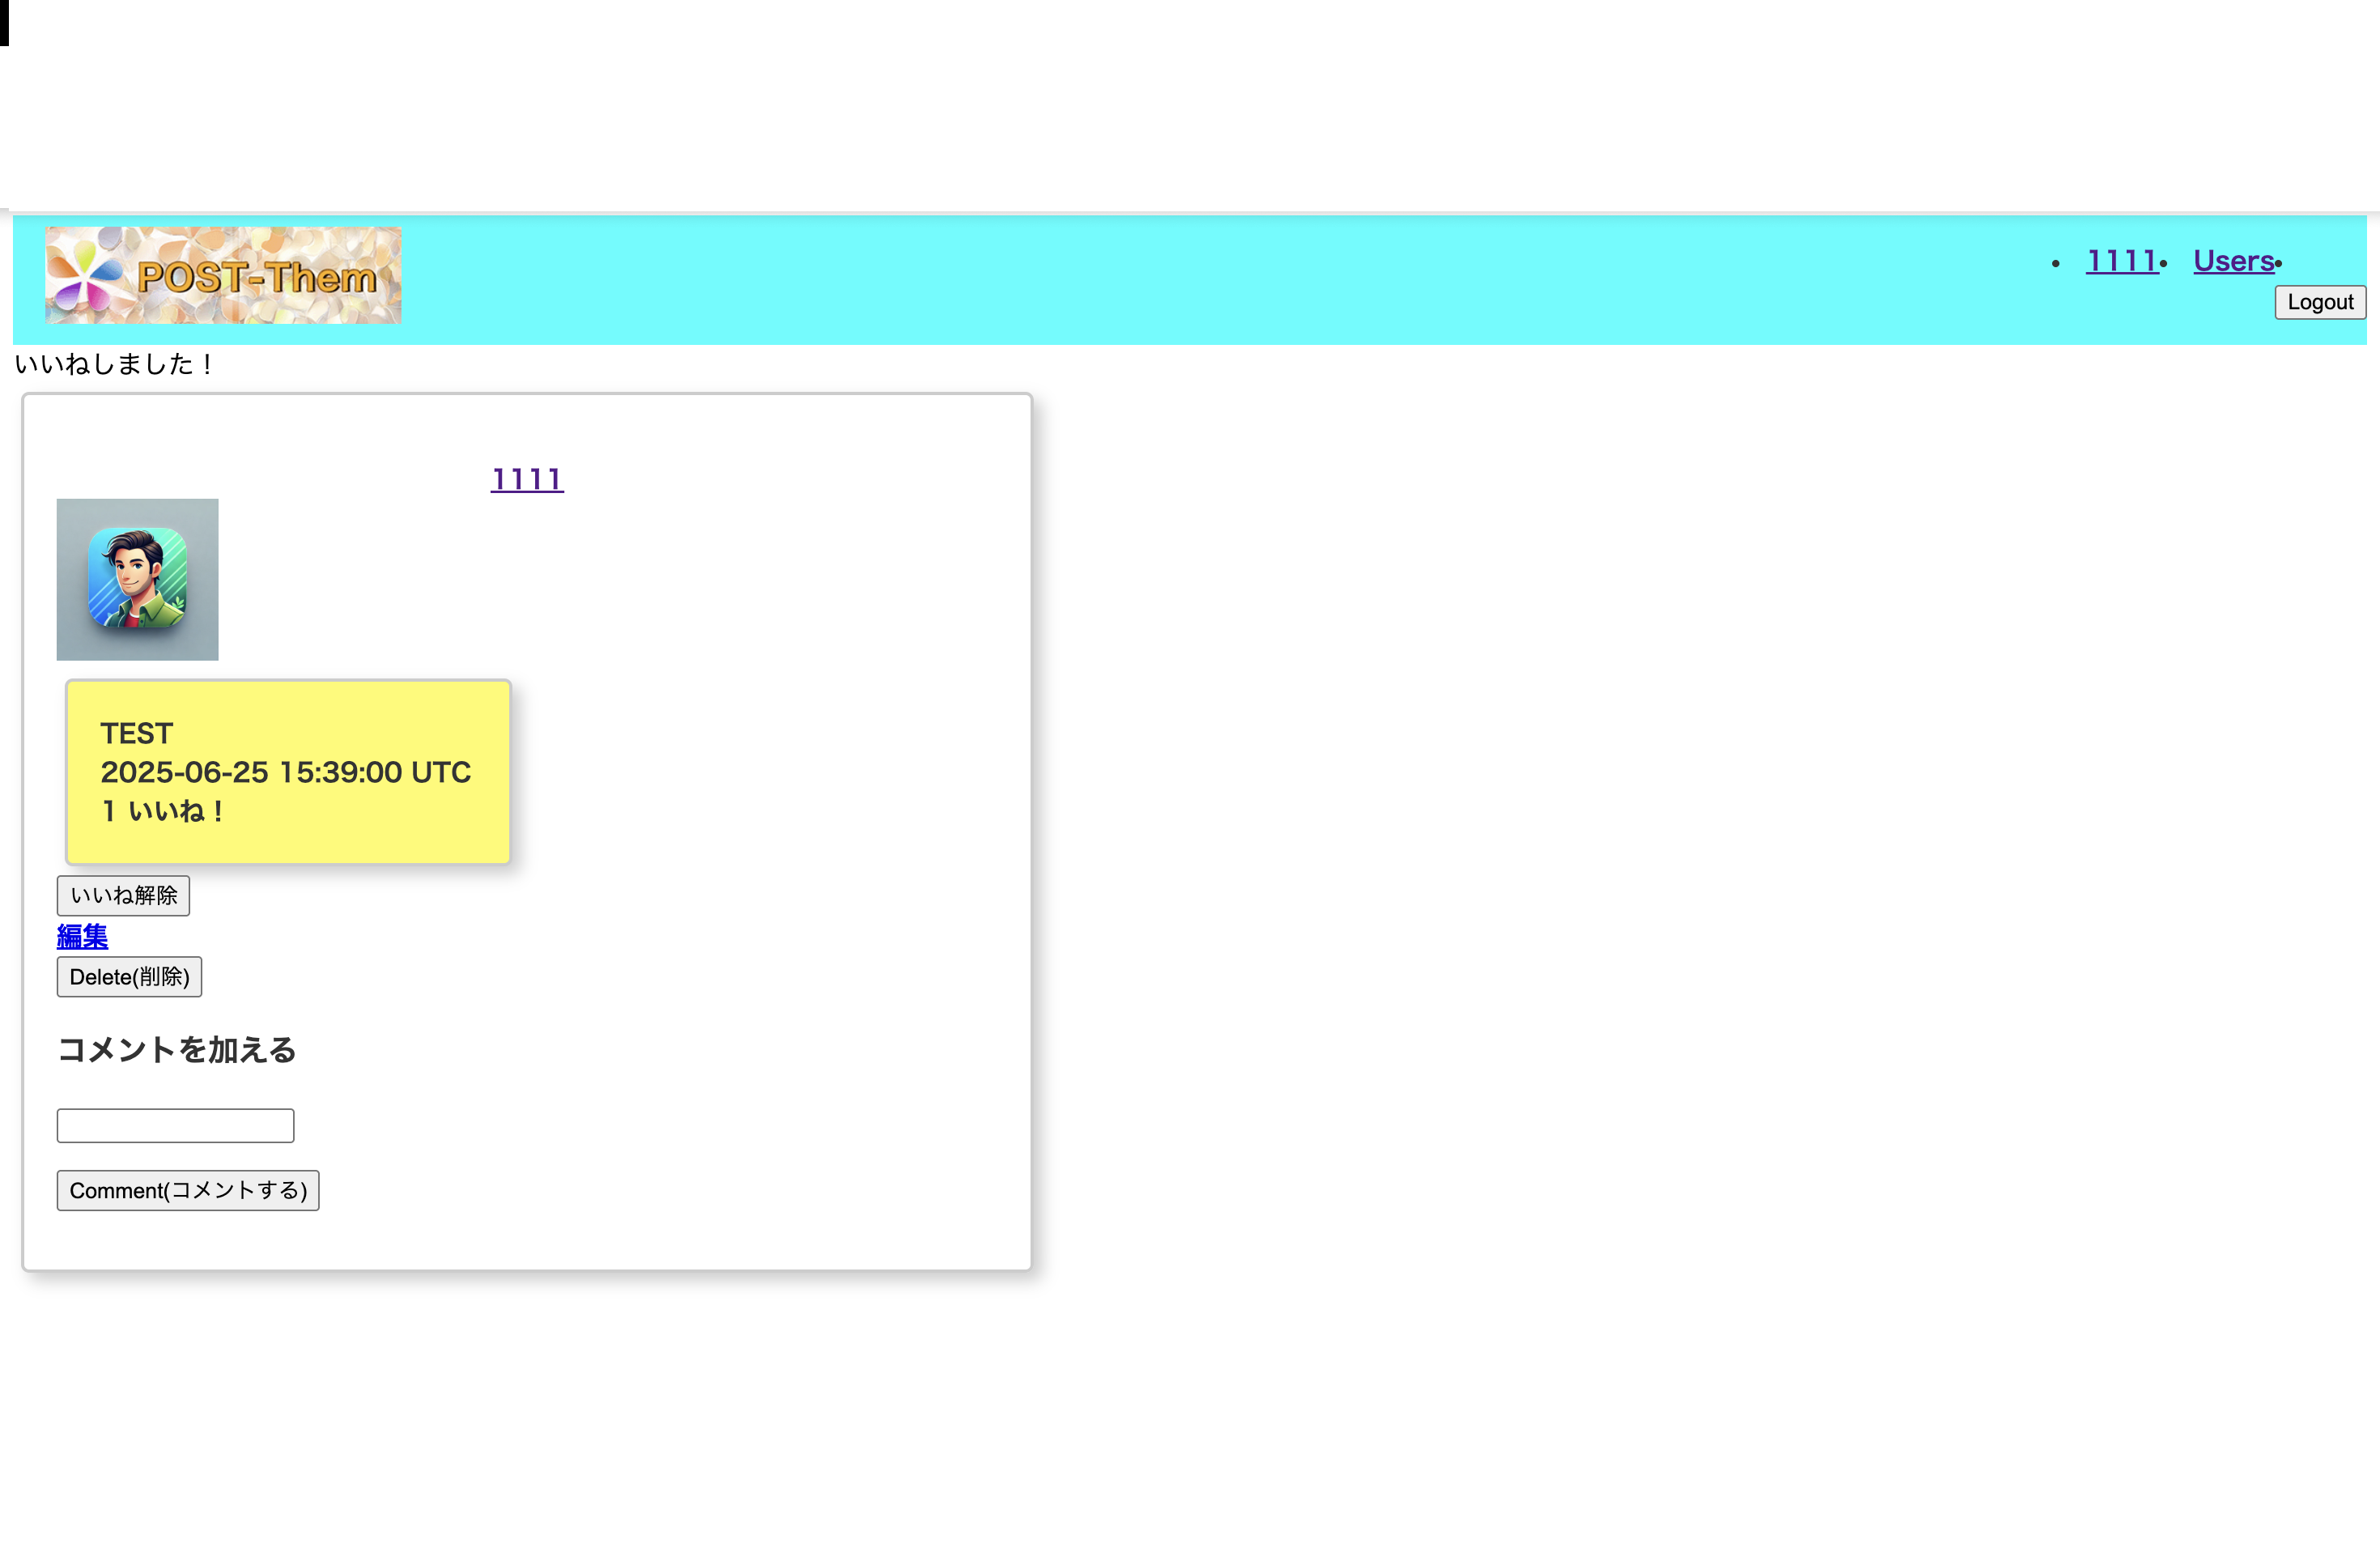 POST-Them
1111
Users
Logout
いいねしました！
1111
TEST
2025-06-25 15:39:00 UTC
1 いいね！
いいね解除
編集
Delete(削除)
コメントを加える
Comment(コメントする)